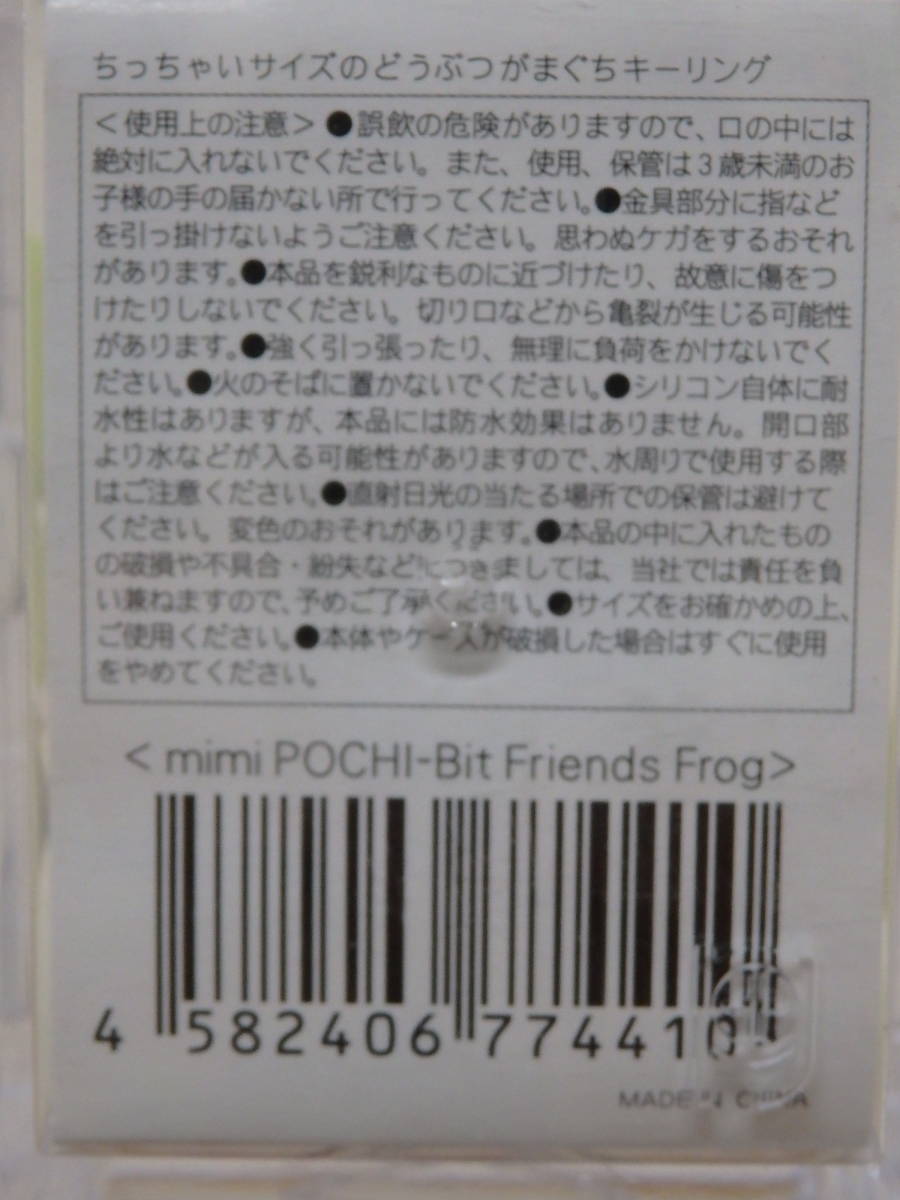 ちっちゃいサイズのどうぶつがまぐちキーリング
＜使用上の注意＞●誤飲の危険がありますので、口の中には
絶対に入れないでください。また、使用、保管は3歳未満のお
子様の手の届かない所で行ってください。●金具部分に指など
を引っ掛けないようご注意ください。思わぬケガをするおそれ
があります。●本品を鋭利なものに近づけたり、故意に傷をつ
けたりしないでください。切り口などから亀裂が生じる可能性
があります。●強く引っ張ったり、無理に負荷をかけないでく
ださい。●火のそばに置かないでください。●シリコン自体に耐
水性はありますが、本品には防水効果はありません。開口部
より水などが入る可能性がありますので、水周りで使用する際
はご注意ください。●直射日光の当たる場所での保管は避けて
ください。変色のおそれがあります。●本品の中に入れたもの
の破損や不具合・紛失などにつきましては、当社では責任を負
い兼ねますので、予めご了承ください。●サイズをお確かめの上、
ご使用ください。●本体やケースが破損した場合はすぐに使用
をやめてください。
＜mimi POCHI-Bit Friends Frog＞
4 582406 774410
MADE IN CHINA